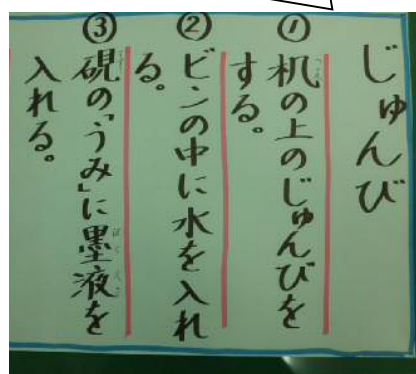 じゅんび
①机の上のじゅんびを
する。
②ビンの中に水を入れ
る。
③硯の「うみ」に墨液を
入れる。